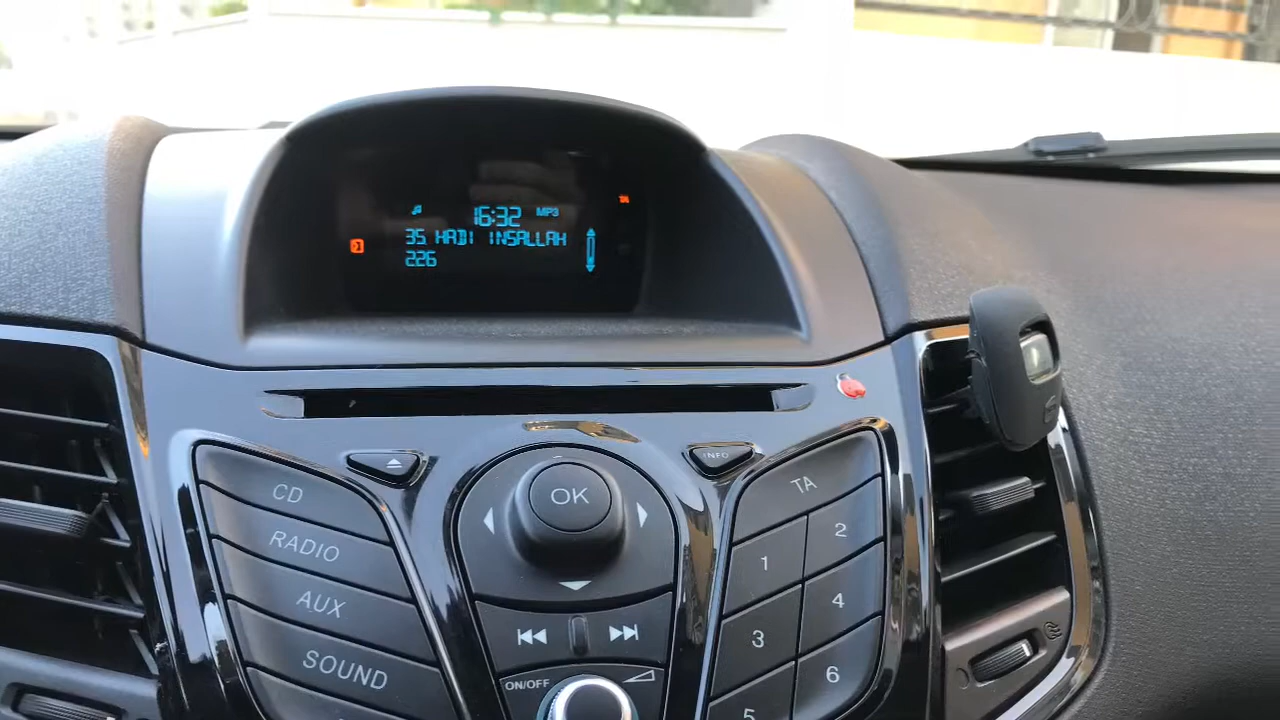 16:32 MP3
TA
35. HADI INSALLAH
226
CD
INFO
OK
TA
RADIO
1
2
AUX
3
4
SOUND
ON/OFF
5
6